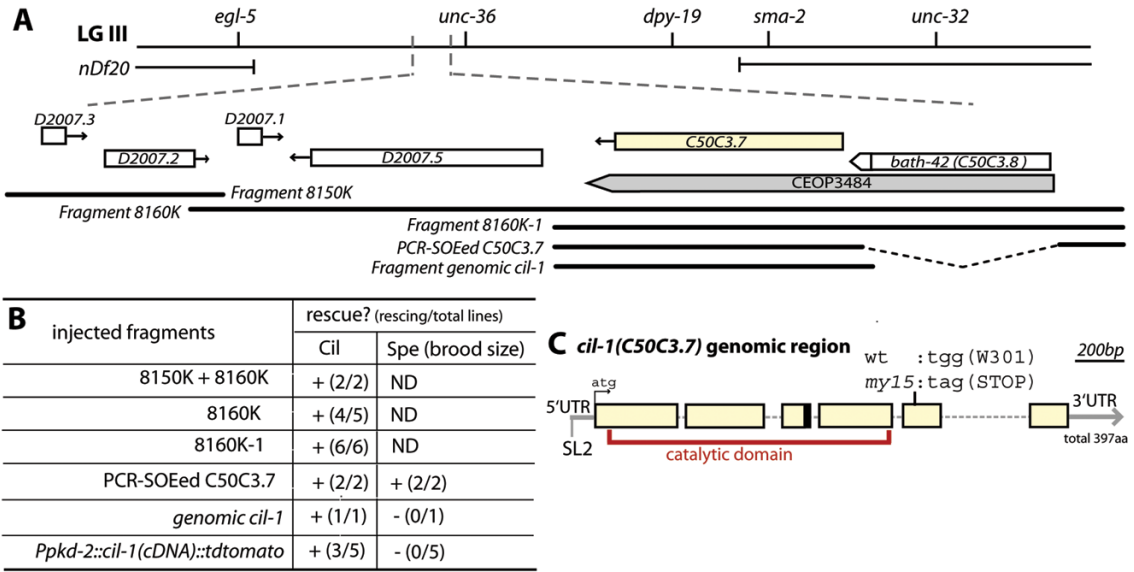 A
LG III
egl-5
unc-36
dpy-19
sma-2
unc-32
nDf20
D2007.3
D2007.1
C50C3.7
D2007.2
D2007.5
bath-42 (C50C3.8)
CEOP3484
Fragment 8150K
Fragment 8160K
Fragment 8160K-1
PCR-SOEed C50C3.7
Fragment genomic cil-1
B
injected fragments
rescue? (rescing/total lines)
Cil
Spe (brood size)
8150K + 8160K
+ (2/2)
ND
8160K
+ (4/5)
ND
8160K-1
+ (6/6)
ND
PCR-SOEed C50C3.7
+ (2/2)
+ (2/2)
genomic cil-1
+ (1/1)
- (0/1)
Ppkd-2::cil-1(cDNA)::tdtomato
+ (3/5)
- (0/5)
C cil-1(C50C3.7) genomic region
wt :tgg(W301)
my15:tag(STOP)
200bp
atg
5'UTR
3'UTR
SL2
catalytic domain
total 397aa